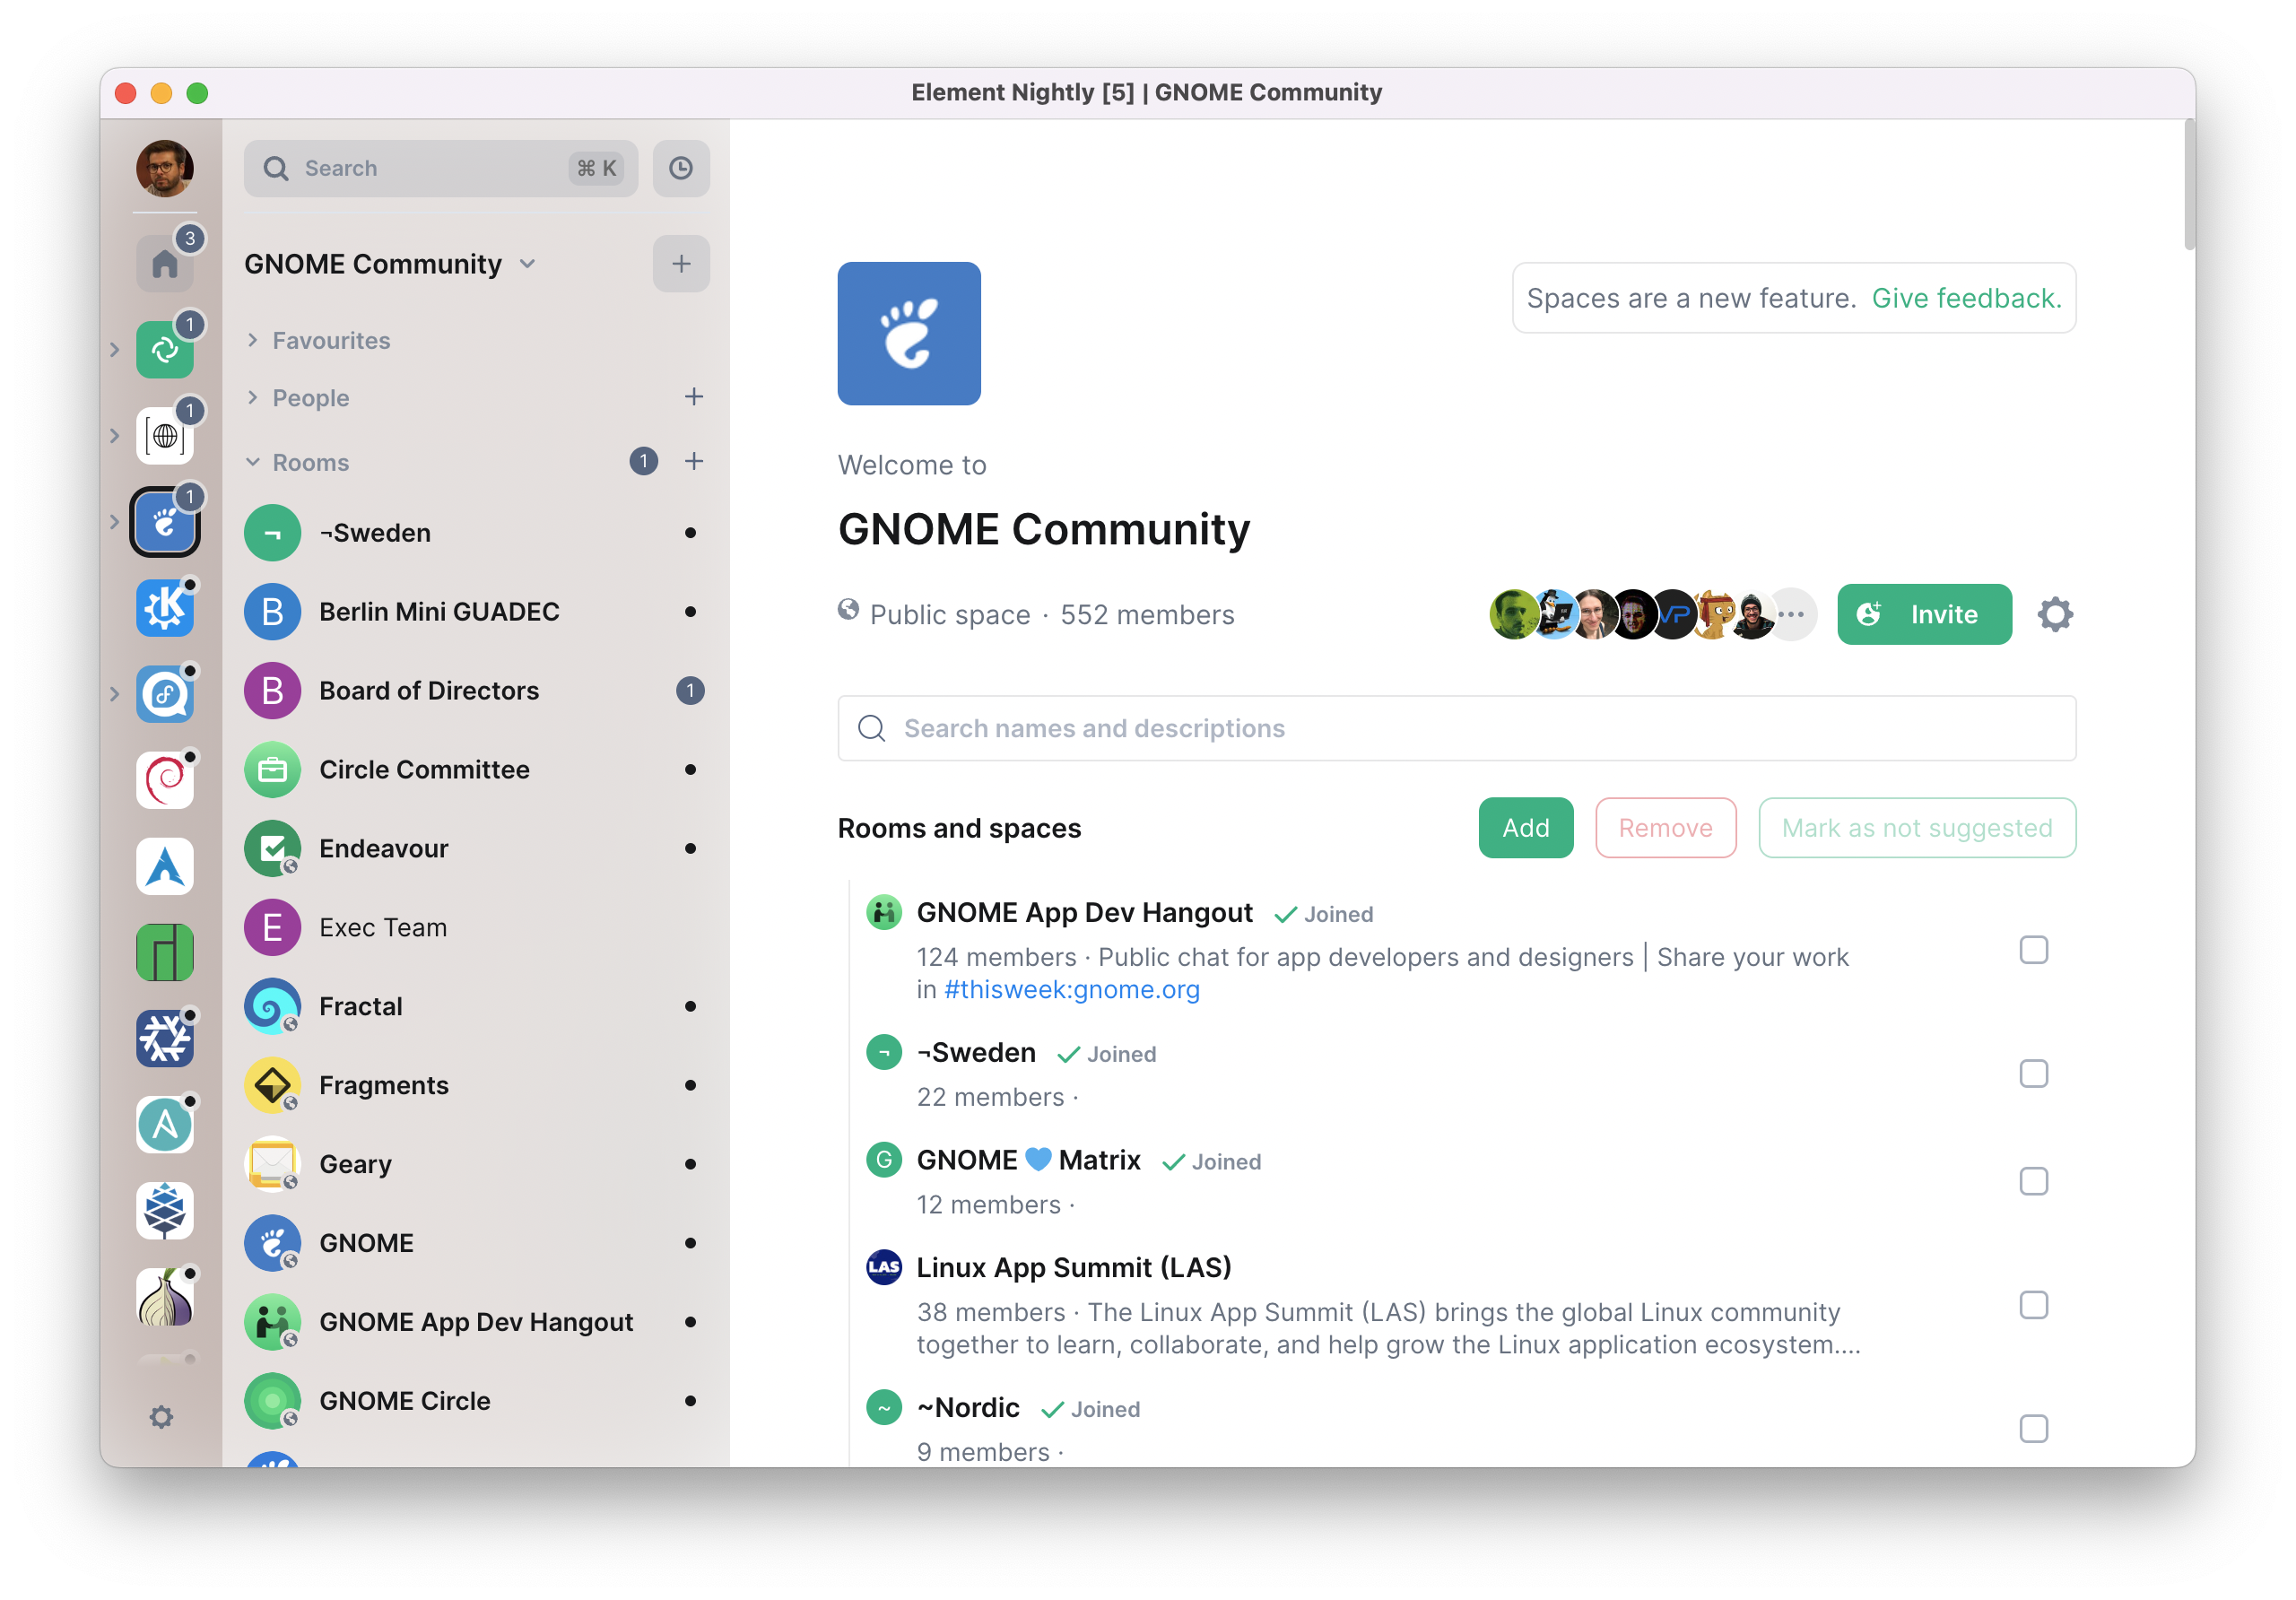 Element Nightly [5] | GNOME Community
Search
⌘ K
3
GNOME Community
1
Favourites
1
People
Rooms
1
1
¬
¬Sweden
B
Berlin Mini GUADEC
B
Board of Directors
1
Circle Committee
Endeavour
E
Exec Team
Fractal
Fragments
Geary
GNOME
GNOME App Dev Hangout
GNOME Circle
Spaces are a new feature. Give feedback.
Welcome to
GNOME Community
Public space · 552 members
VP
Invite
Search names and descriptions
Rooms and spaces
Add
Remove
Mark as not suggested
GNOME App Dev Hangout
Joined
124 members · Public chat for app developers and designers | Share your work
in #thisweek:gnome.org
¬
¬Sweden
Joined
22 members ·
G
GNOME 💙 Matrix
Joined
12 members ·
LAS
Linux App Summit (LAS)
38 members · The Linux App Summit (LAS) brings the global Linux community
together to learn, collaborate, and help grow the Linux application ecosystem....
~
~Nordic
Joined
9 members ·